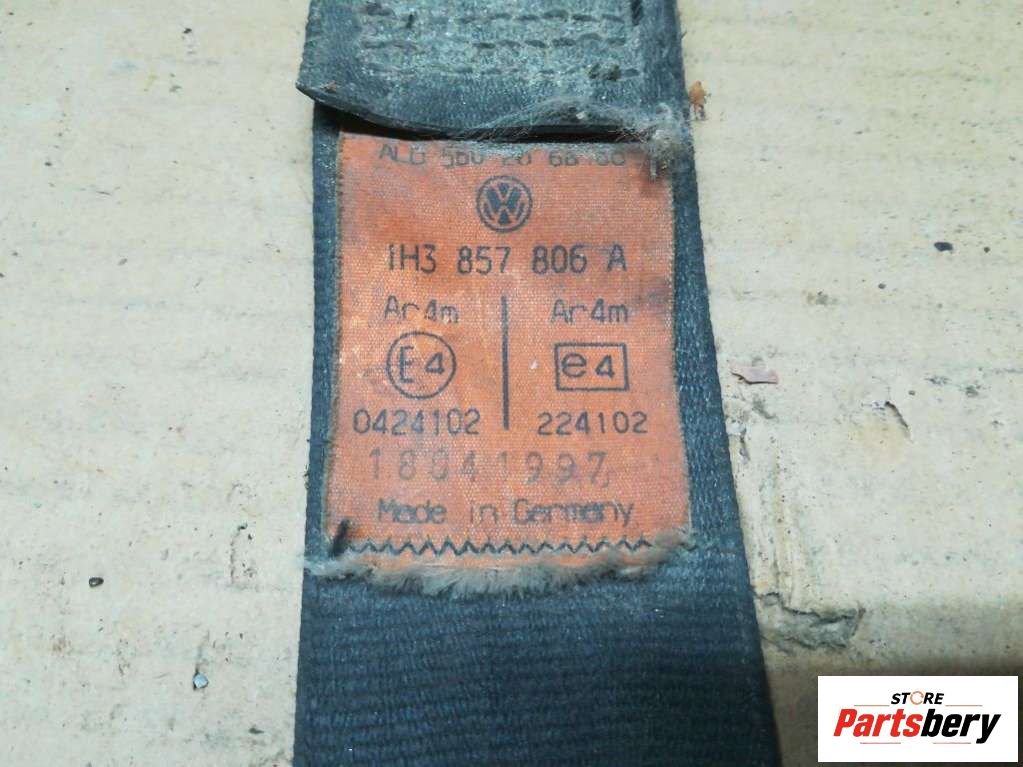 VW
1H3 857 806 A
Ar4m Ar4m
E4 e4
0424102 224102
18041997
Made in Germany
STORE
Partsbery